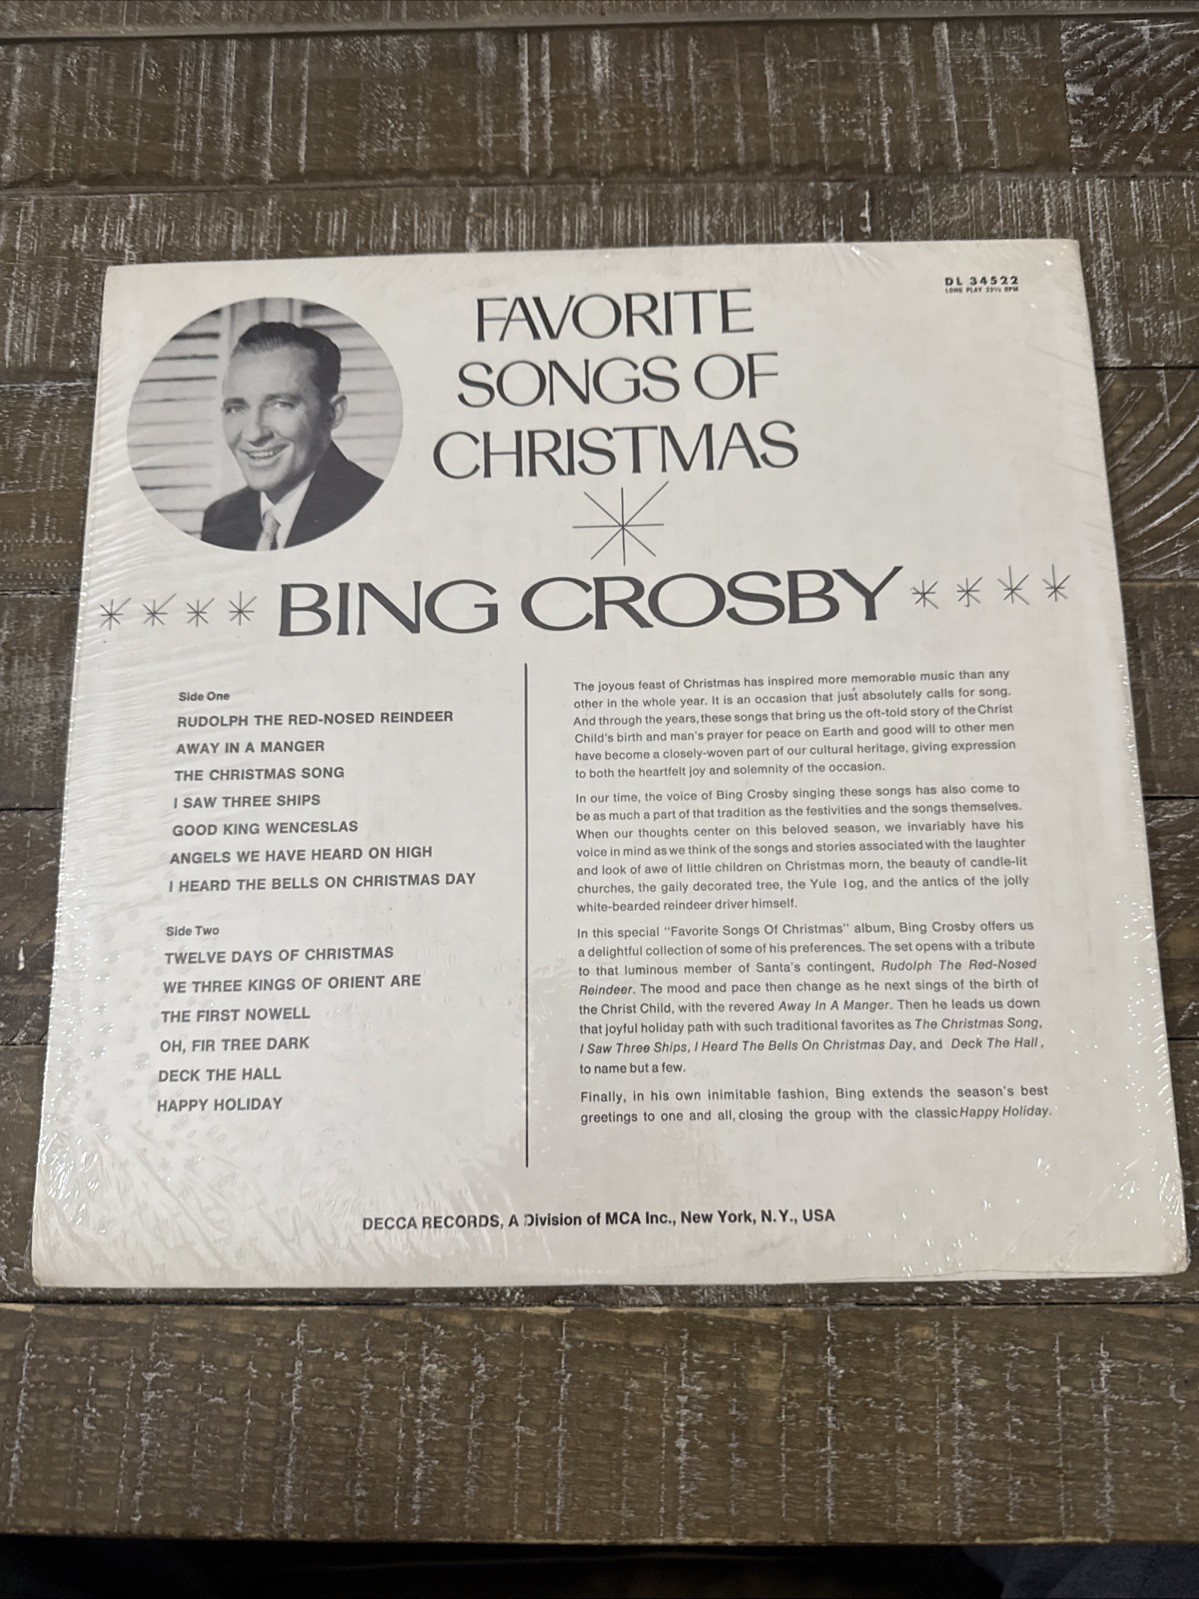 DL 34522
LONG PLAY 33⅓ RPM
FAVORITE
SONGS OF
CHRISTMAS
BING CROSBY
Side One
RUDOLPH THE RED-NOSED REINDEER
AWAY IN A MANGER
THE CHRISTMAS SONG
I SAW THREE SHIPS
GOOD KING WENCESLAS
ANGELS WE HAVE HEARD ON HIGH
I HEARD THE BELLS ON CHRISTMAS DAY
Side Two
TWELVE DAYS OF CHRISTMAS
WE THREE KINGS OF ORIENT ARE
THE FIRST NOWELL
OH, FIR TREE DARK
DECK THE HALL
HAPPY HOLIDAY
The joyous feast of Christmas has inspired more memorable music than any
other in the whole year. It is an occasion that just absolutely calls for song.
And through the years, these songs that bring us the oft-told story of the Christ
Child's birth and man's prayer for peace on Earth and good will to other men
have become a closely-woven part of our cultural heritage, giving expression
to both the heartfelt joy and solemnity of the occasion.
In our time, the voice of Bing Crosby singing these songs has also come to
be as much a part of that tradition as the festivities and the songs themselves.
When our thoughts center on this beloved season, we invariably have his
voice in mind as we think of the songs and stories associated with the laughter
and look of awe of little children on Christmas morn, the beauty of candle-lit
churches, the gaily decorated tree, the Yule log, and the antics of the jolly
white-bearded reindeer driver himself.
In this special "Favorite Songs Of Christmas" album, Bing Crosby offers us
a delightful collection of some of his preferences. The set opens with a tribute
to that luminous member of Santa's contingent, Rudolph The Red-Nosed
Reindeer. The mood and pace then change as he next sings of the birth of
the Christ Child, with the revered Away In A Manger. Then he leads us down
that joyful holiday path with such traditional favorites as The Christmas Song,
I Saw Three Ships, I Heard The Bells On Christmas Day, and Deck The Hall,
to name but a few.
Finally, in his own inimitable fashion, Bing extends the season's best
greetings to one and all, closing the group with the classic Happy Holiday.
DECCA RECORDS, A Division of MCA Inc., New York, N.Y., USA